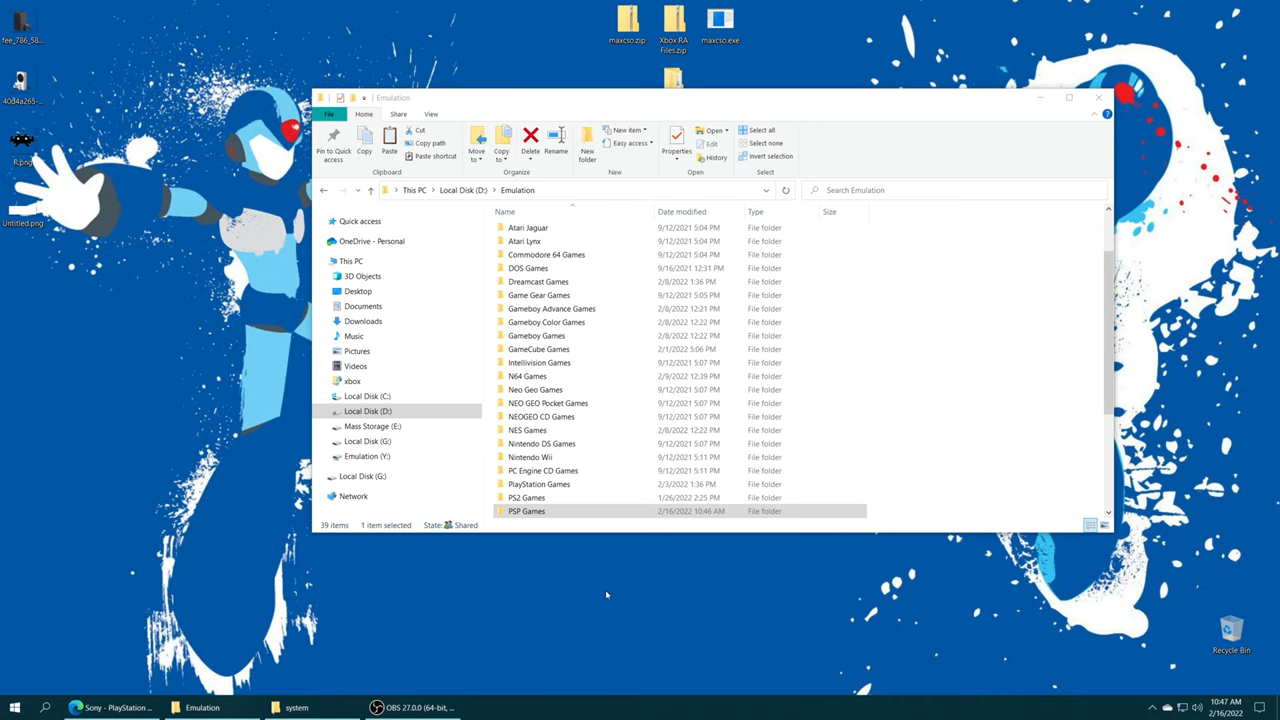 fee_786_58...
40d4a265-...
R.png
Untitled.png
maxcso.zip
Xbox RA
Files.zip
maxcso.exe
Emulation
File
Home
Share
View
Pin to Quick
access
Copy
Paste
Cut
Copy path
Paste shortcut
Clipboard
Move
to
Copy
to
Delete
Rename
Organize
New
folder
New item
Easy access
New
Properties
Open
Edit
History
Open
Select all
Select none
Invert selection
Select
This PC
Local Disk (D:)
Emulation
Search Emulation
Quick access
OneDrive - Personal
This PC
3D Objects
Desktop
Documents
Downloads
Music
Pictures
Videos
xbox
Local Disk (C:)
Local Disk (D:)
Mass Storage (E:)
Local Disk (G:)
Emulation (Y:)
Local Disk (G:)
Network
Name Date modified Type Size
Atari Jaguar 9/12/2021 5:04 PM File folder
Atari Lynx 9/12/2021 5:04 PM File folder
Commodore 64 Games 9/12/2021 5:04 PM File folder
DOS Games 9/16/2021 12:31 PM File folder
Dreamcast Games 2/8/2022 1:36 PM File folder
Game Gear Games 9/12/2021 5:05 PM File folder
Gameboy Advance Games 2/8/2022 12:21 PM File folder
Gameboy Color Games 2/8/2022 12:22 PM File folder
Gameboy Games 2/8/2022 12:22 PM File folder
GameCube Games 2/1/2022 5:06 PM File folder
Intellivision Games 9/12/2021 5:07 PM File folder
N64 Games 2/9/2022 12:39 PM File folder
Neo Geo Games 9/12/2021 5:07 PM File folder
NEO GEO Pocket Games 9/12/2021 5:07 PM File folder
NEOGEO CD Games 9/12/2021 5:07 PM File folder
NES Games 2/8/2022 12:22 PM File folder
Nintendo DS Games 9/12/2021 5:07 PM File folder
Nintendo Wii 9/12/2021 5:11 PM File folder
PC Engine CD Games 9/12/2021 5:11 PM File folder
PlayStation Games 2/3/2022 1:36 PM File folder
PS2 Games 1/26/2022 2:25 PM File folder
PSP Games 2/16/2022 10:46 AM File folder
39 items 1 item selected State: Shared
Recycle Bin
Sony - PlayStation ...
Emulation
system
OBS 27.0.0 (64-bit, ...
10:47 AM
2/16/2022